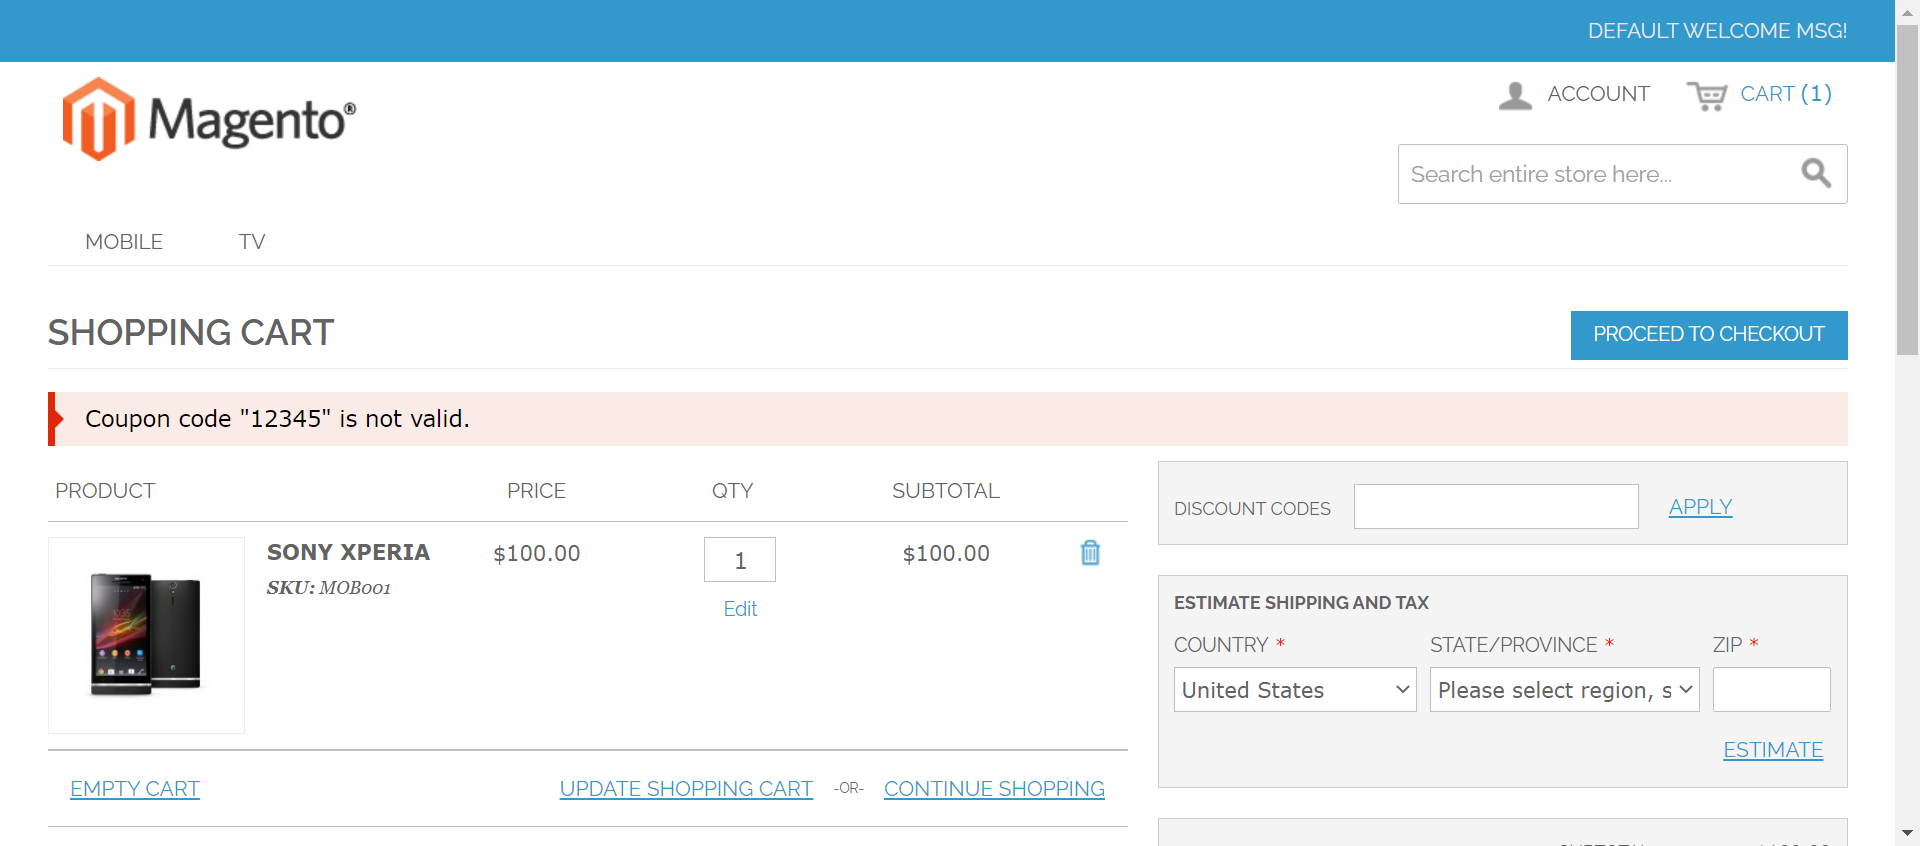 DEFAULT WELCOME MSG!
Magento®
ACCOUNT
CART (1)
Search entire store here...
MOBILE
TV
SHOPPING CART
PROCEED TO CHECKOUT
Coupon code "12345" is not valid.
PRODUCT
PRICE
QTY
SUBTOTAL
SONY XPERIA
SKU: MOB001
$100.00
1
Edit
$100.00
EMPTY CART
UPDATE SHOPPING CART
-OR-
CONTINUE SHOPPING
DISCOUNT CODES
APPLY
ESTIMATE SHIPPING AND TAX
COUNTRY *
STATE/PROVINCE *
ZIP *
United States
Please select region, s
ESTIMATE